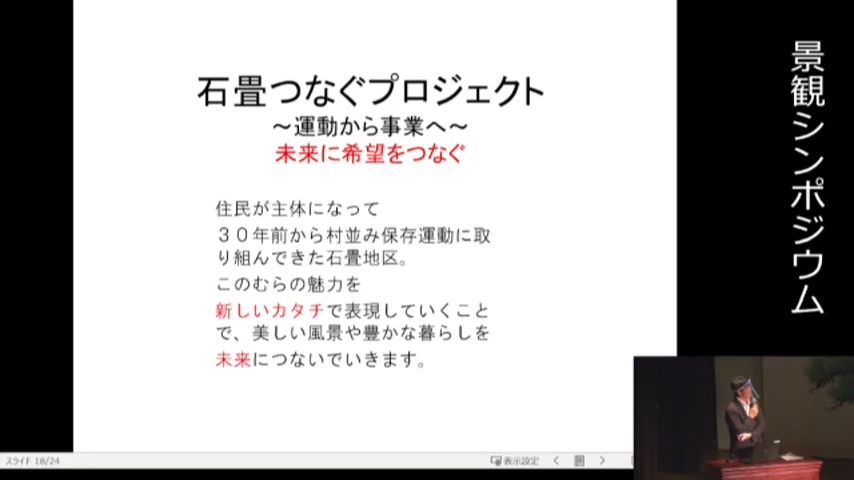 石畳つなぐプロジェクト
～運動から事業へ～
未来に希望をつなぐ
住民が主体になって
３０年前から村並み保存運動に取
り組んできた石畳地区。
このむらの魅力を
新しいカタチで表現していくこと
で、美しい風景や豊かな暮らしを
未来につないでいきます。
景観シンポジウム
スライド 18/24
表示設定